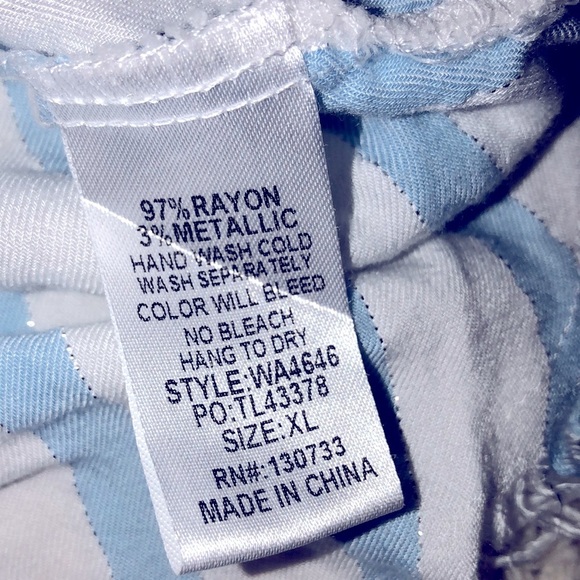 97% RAYON
3% METALLIC
HAND WASH COLD
WASH SEPARATELY
COLOR WILL BLEED
NO BLEACH
HANG TO DRY
STYLE:WA4646
PO:TL43378
SIZE:XL
RN#:130733
MADE IN CHINA